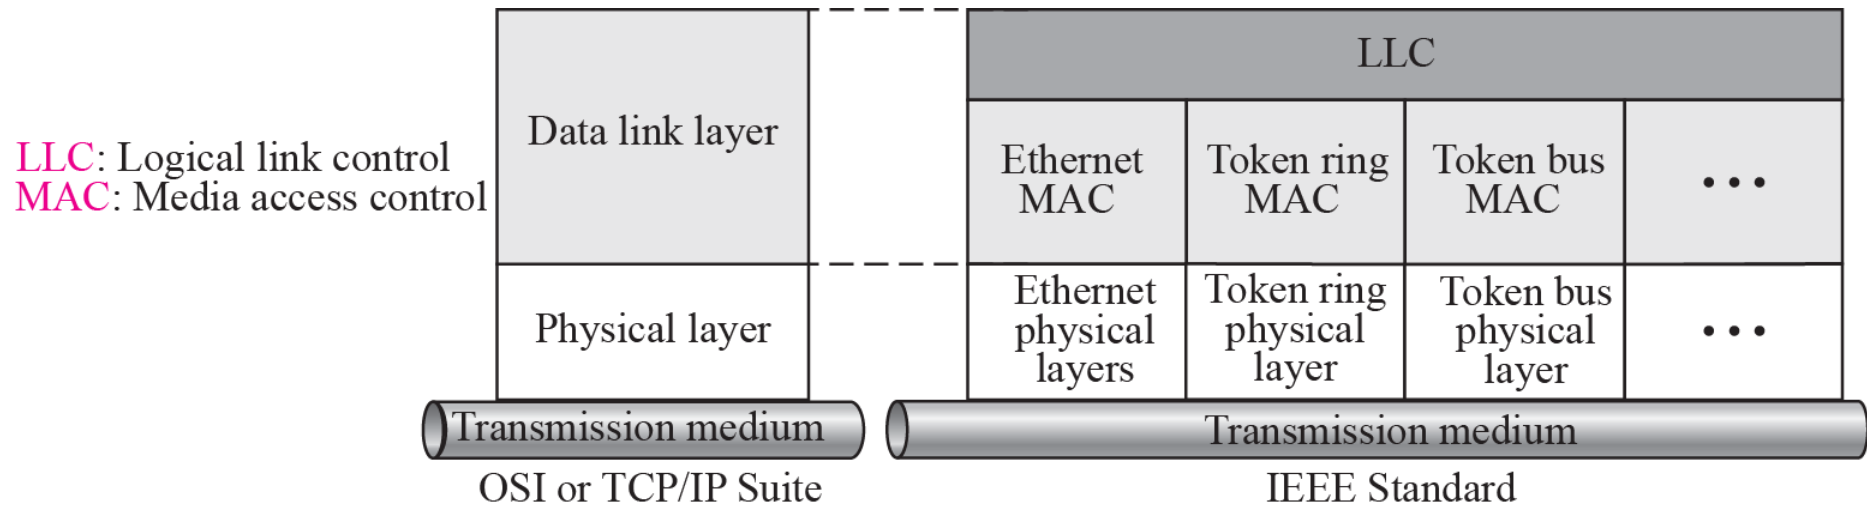 LLC: Logical link control
MAC: Media access control
Data link layer
Physical layer
Transmission medium
OSI or TCP/IP Suite
LLC
Ethernet
MAC
Token ring
MAC
Token bus
MAC
•••
Ethernet
physical
layers
Token ring
physical
layer
Token bus
physical
layer
•••
Transmission medium
IEEE Standard